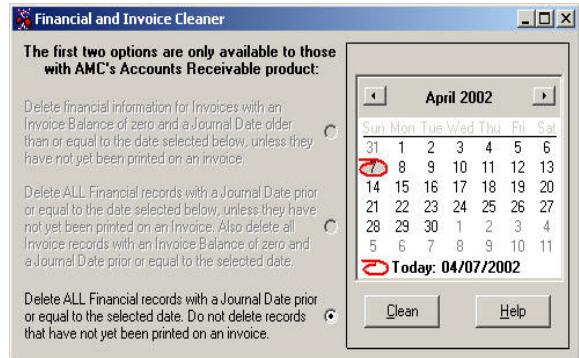 Financial and Invoice Cleaner
The first two options are only available to those
with AMC's Accounts Receivable product:
Delete financial information for Invoices with an
Invoice Balance of zero and a Journal Date older
than or equal to the date selected below, unless they
have not yet been printed on an invoice.
Delete ALL Financial records with a Journal Date prior
or equal to the date selected below, unless they have
not yet been printed on an Invoice. Also delete all
Invoice records with an Invoice Balance of zero and
a Journal Date prior or equal to the selected date.
Delete ALL Financial records with a Journal Date prior
or equal to the selected date. Do not delete records
that have not yet been printed on an invoice.
April 2002
Sun Mon Tue Wed Thu Fri Sat
31 1 2 3 4 5 6
7 8 9 10 11 12 13
14 15 16 17 18 19 20
21 22 23 24 25 26 27
28 29 30 1 2 3 4
5 6 7 8 9 10 11
Today: 04/07/2002
Clean Help